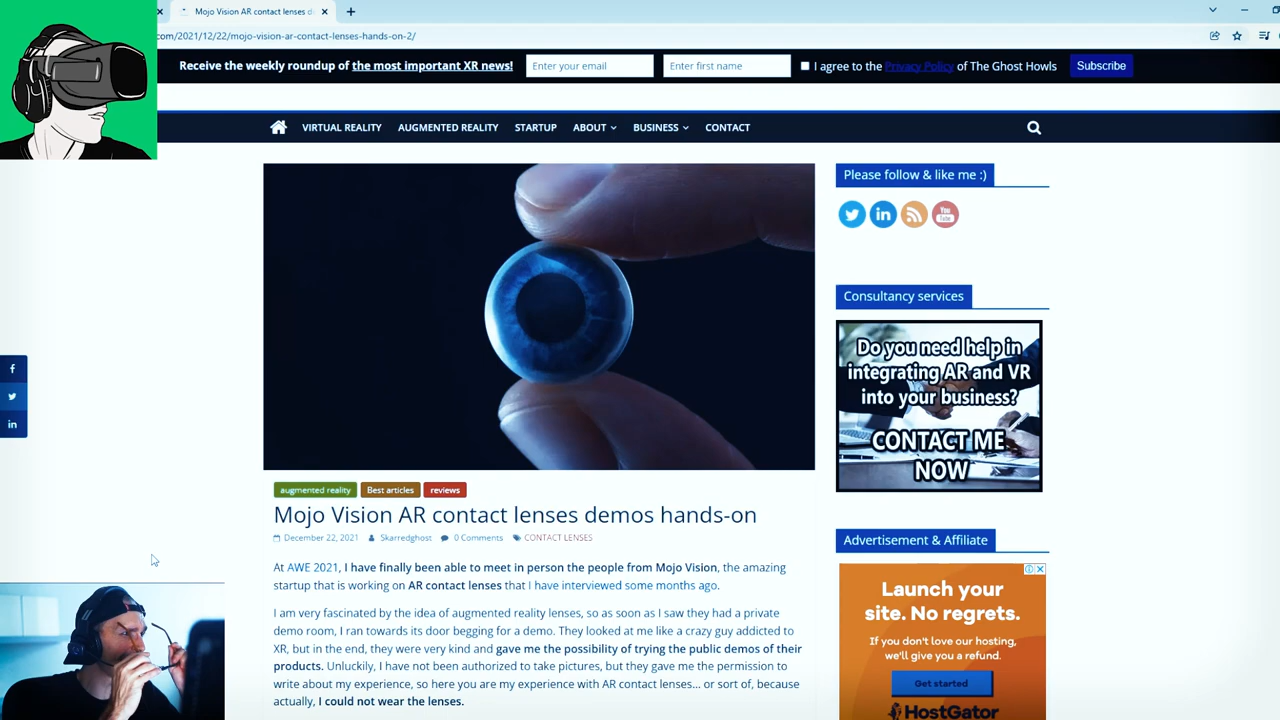 Mojo Vision AR contact lenses d
com/2021/12/22/mojo-vision-ar-contact-lenses-hands-on-2/
Receive the weekly roundup of the most important XR news!
Enter your email
Enter first name
I agree to the Privacy Policy of The Ghost Howls
Subscribe
VIRTUAL REALITY
AUGMENTED REALITY
STARTUP
ABOUT
BUSINESS
CONTACT
Please follow & like me :)
You Tube
Consultancy services
Do you need help in
integrating AR and VR
into your business?
CONTACT ME
NOW
augmented reality
Best articles
reviews
Mojo Vision AR contact lenses demos hands-on
December 22, 2021
Skarredghost
0 Comments
CONTACT LENSES
At AWE 2021, I have finally been able to meet in person the people from Mojo Vision, the amazing
startup that is working on AR contact lenses that I have interviewed some months ago.
I am very fascinated by the idea of augmented reality lenses, so as soon as I saw they had a private
demo room, I ran towards its door begging for a demo. They looked at me like a crazy guy addicted to
XR, but in the end, they were very kind and gave me the possibility of trying the public demos of their
products. Unluckily, I have not been authorized to take pictures, but they gave me the permission to
write about my experience, so here you are my experience with AR contact lenses... or sort of, because
actually, I could not wear the lenses.
Advertisement & Affiliate
Launch your
site. No regrets.
If you don't love our hosting,
we'll give you a refund.
Get started
HostGator